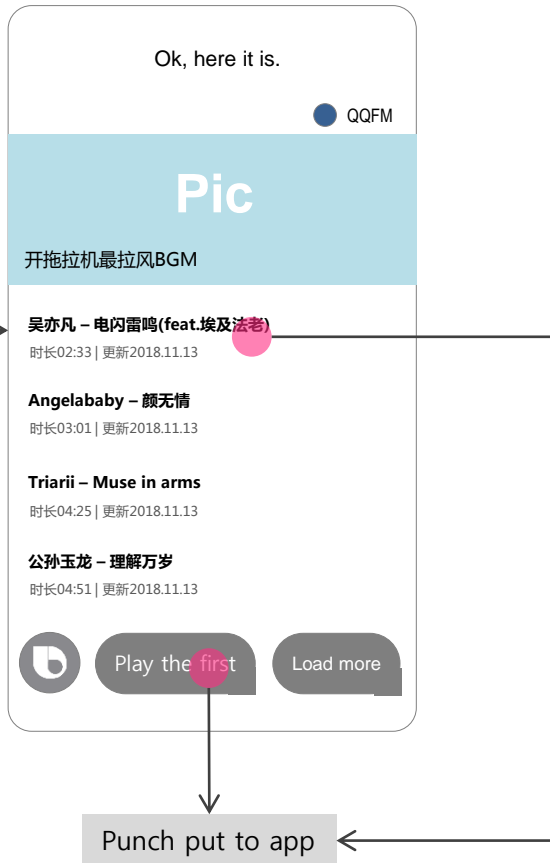 Ok, here it is.
QQFM
Pic
开拖拉机最拉风BGM
吴亦凡 – 电闪雷鸣(feat.埃及法老)
时长02:33 | 更新2018.11.13
Angelababy – 颜无情
时长03:01 | 更新2018.11.13
Triarii – Muse in arms
时长04:25 | 更新2018.11.13
公孙玉龙 – 理解万岁
时长04:51 | 更新2018.11.13
Play the first
Load more
Punch put to app